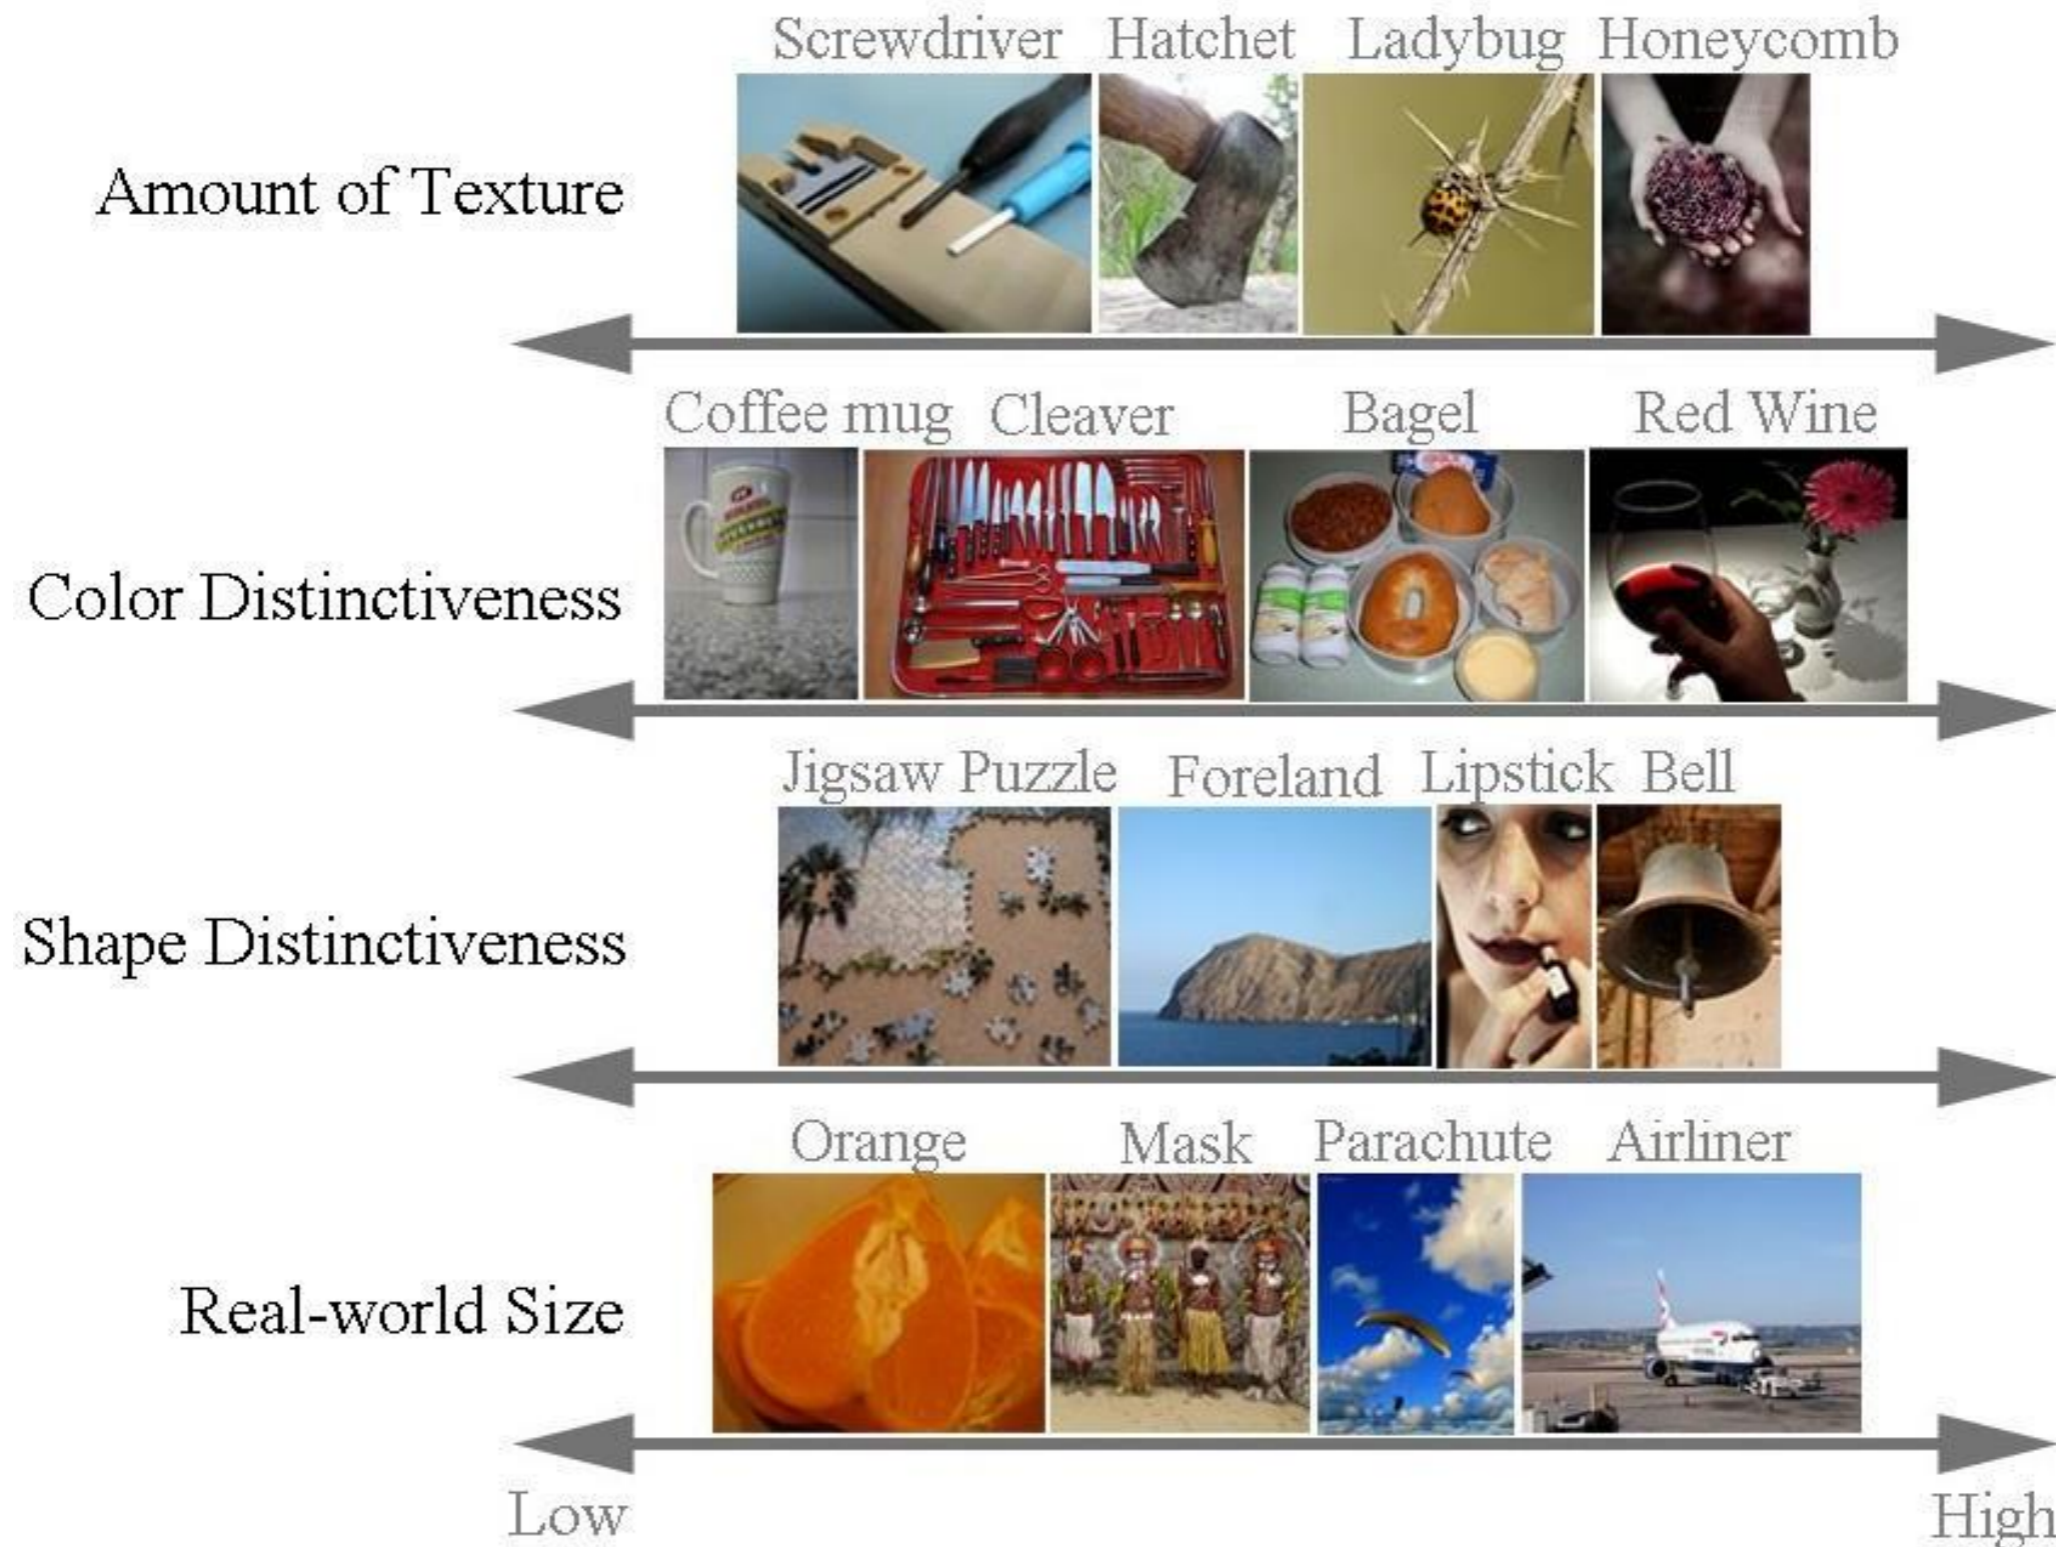 Screwdriver Hatchet Ladybug Honeycomb
Amount of Texture
Coffee mug Cleaver Bagel Red Wine
Color Distinctiveness
Jigsaw Puzzle Foreland Lipstick Bell
Shape Distinctiveness
Orange Mask Parachute Airliner
Real-world Size
Low High